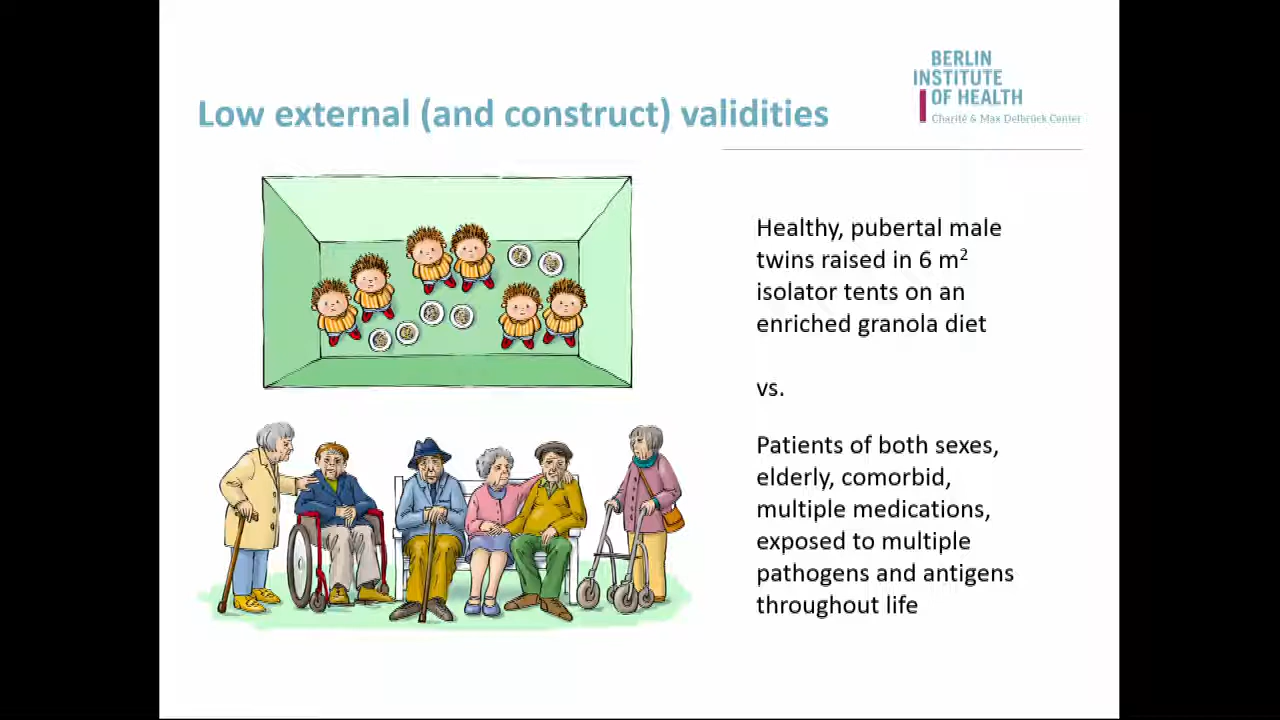 BERLIN
INSTITUTE
OF HEALTH
Charité & Max Delbrück Center
Low external (and construct) validities
Healthy, pubertal male
twins raised in 6 m²
isolator tents on an
enriched granola diet
vs.
Patients of both sexes,
elderly, comorbid,
multiple medications,
exposed to multiple
pathogens and antigens
throughout life